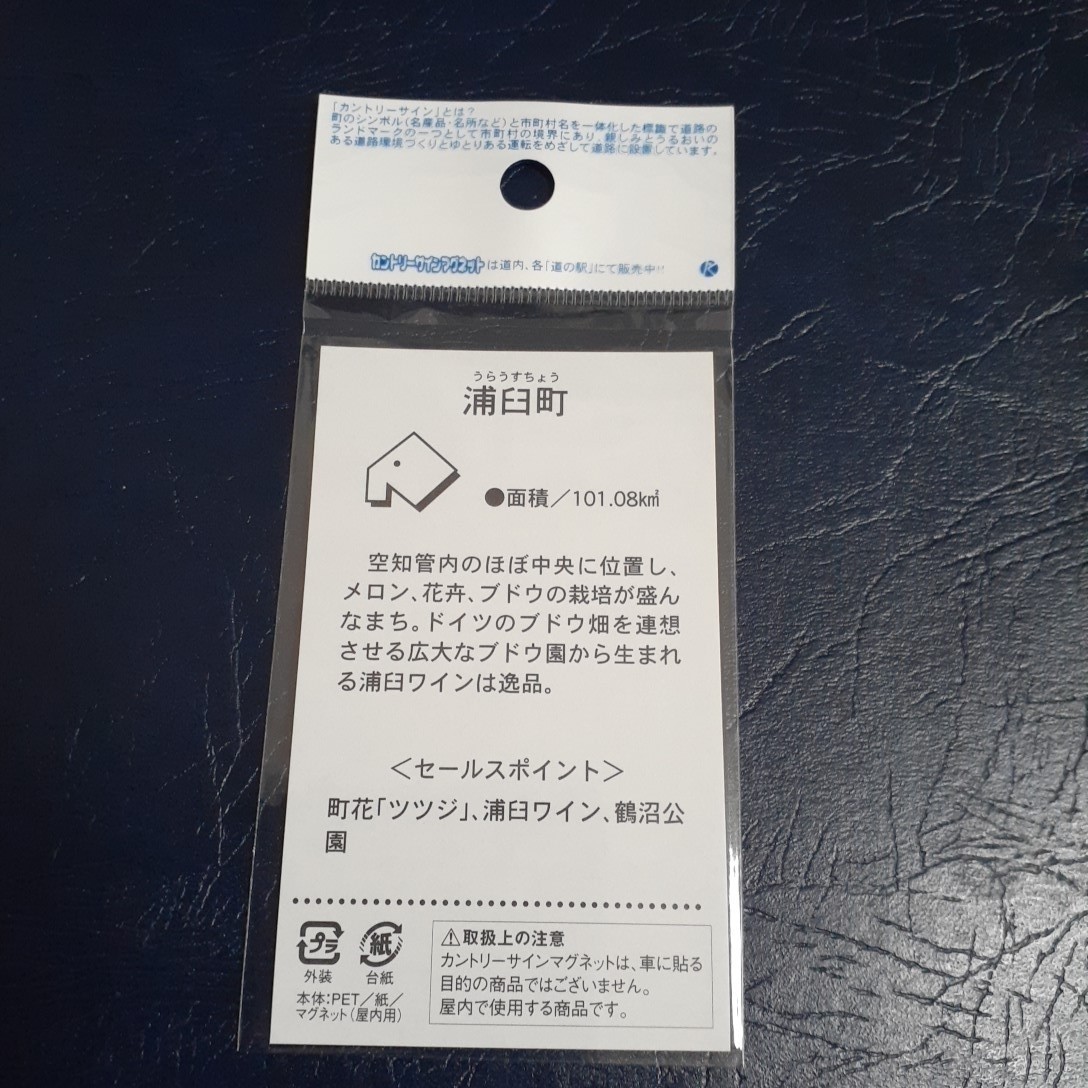 「カントリーサイン」とは?
町のシンボル(名産品・名所など)と市町村名を一体化した標識で道路の
ランドマークの一つとして市町村の境界にあり、親しみとうるおいの
ある道路環境づくりとゆとりある運転をめざして道路に設置しています。
カントリーサインマグネットは道内、各「道の駅」にて販売中!!
うらうすちょう
浦臼町
●面積/101.08㎢
空知管内のほぼ中央に位置し、
メロン、花卉、ブドウの栽培が盛ん
なまち。ドイツのブドウ畑を連想
させる広大なブドウ園から生まれ
る浦臼ワインは逸品。
<セールスポイント>
町花「ツツジ」、浦臼ワイン、鶴沼公
園
プラ
外装
紙
台紙
本体:PET/紙/
マグネット(屋内用)
⚠取扱上の注意
カントリーサインマグネットは、車に貼る
目的の商品ではございません。
屋内で使用する商品です。